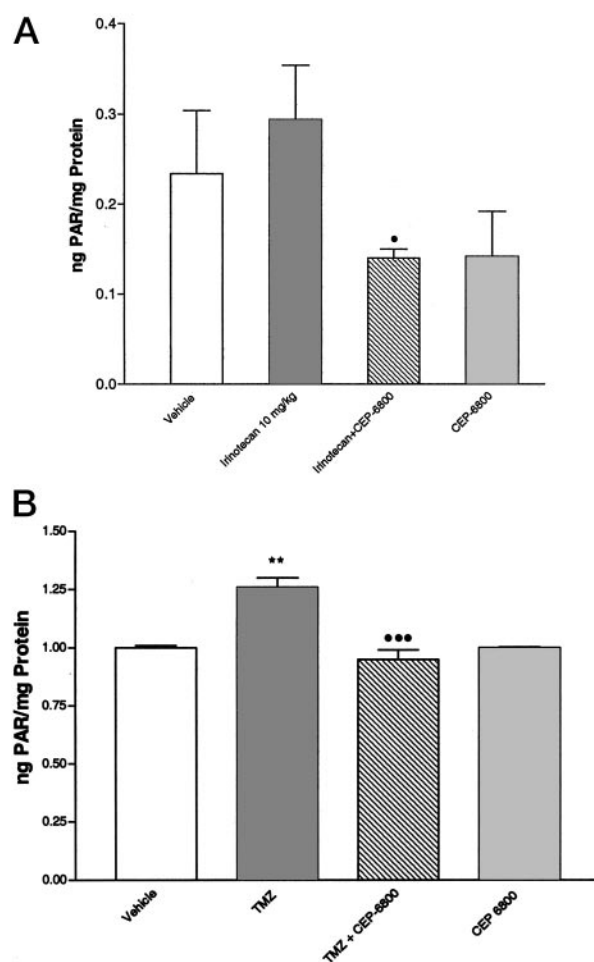 A
ng PAR/mg Protein
0.4
0.3
0.2
0.1
0.0
Vehicle
Irinotecan 10 mg/kg
Irinotecan+CEP-6800
CEP-6800
B
ng PAR/mg Protein
1.50
1.25
1.00
0.75
0.50
0.25
0.00
**
•••
Vehicle
TMZ
TMZ + CEP-6800
CEP 6800